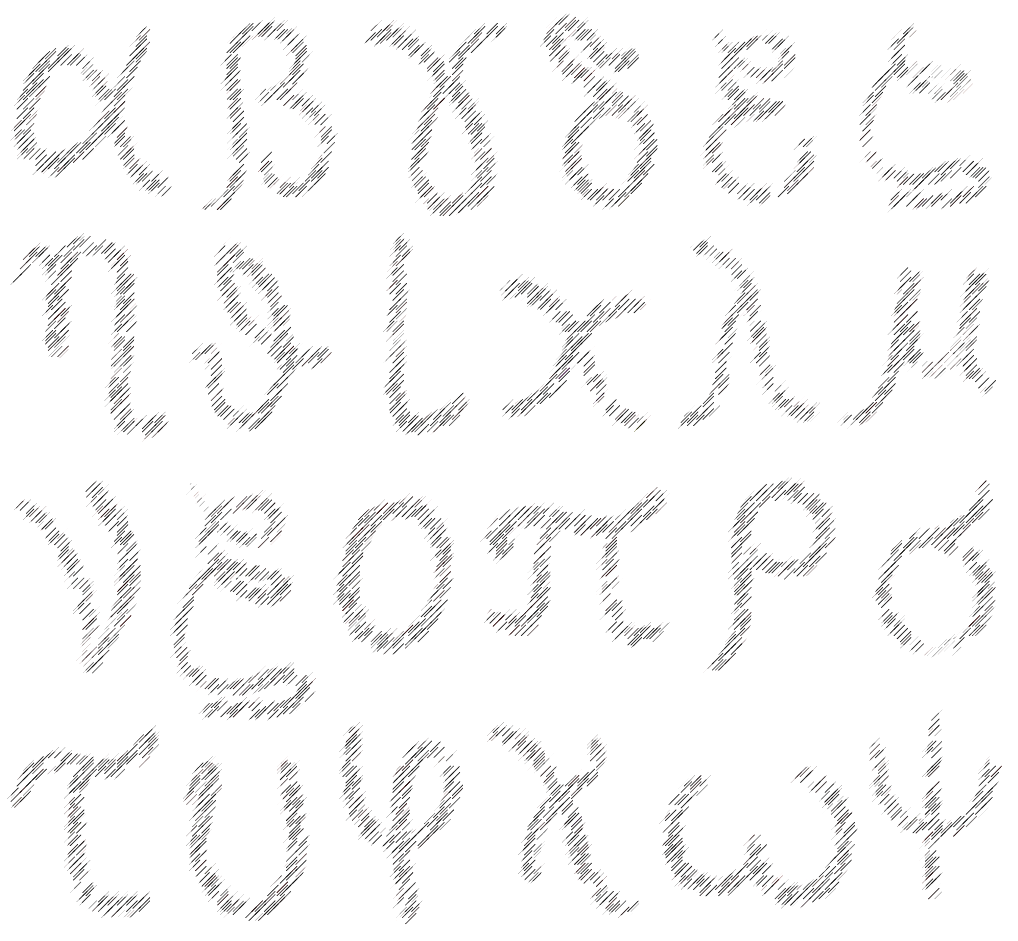 α β γ δ ε ζ
η θ ι κ λ μ
ν ξ ο π ρ σ
τ υ φ χ ω ψ